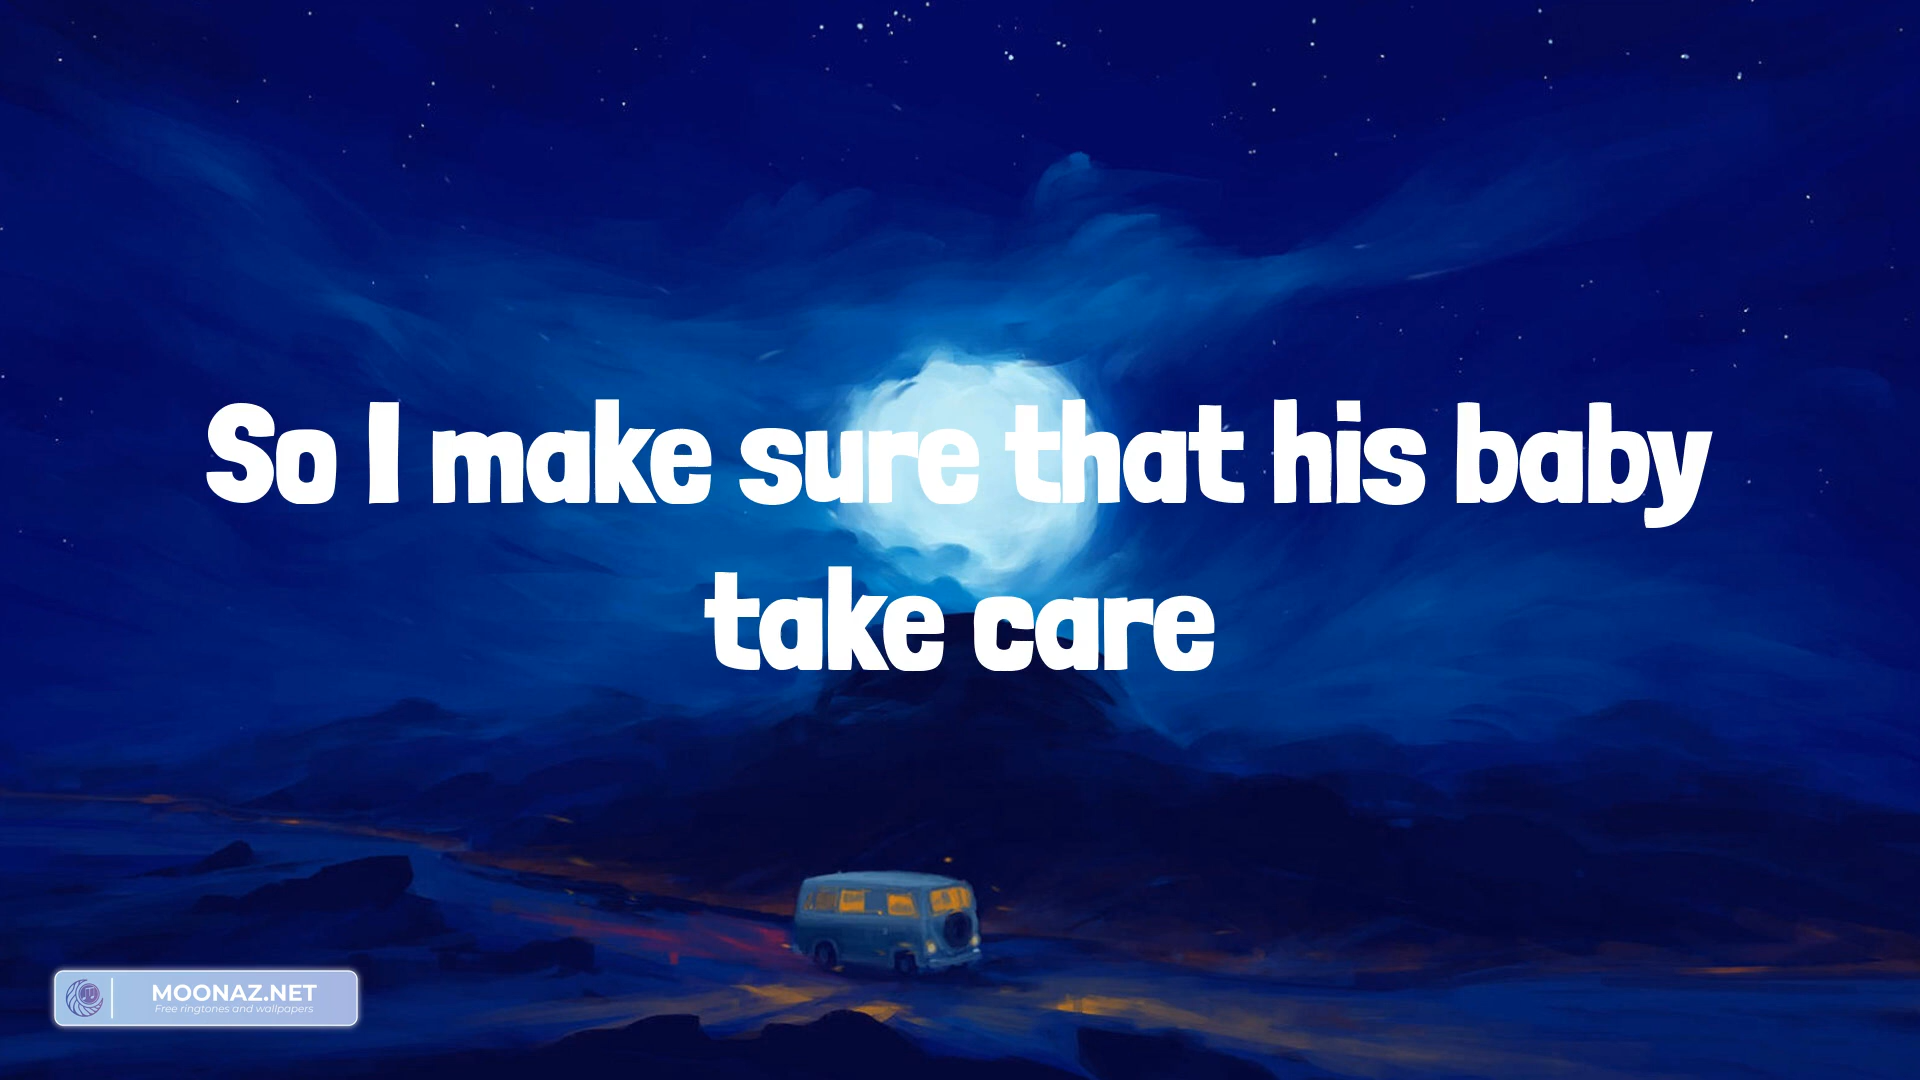 So I make sure that his baby
take care
MOONAZ.NET
Free ringtones and wallpapers